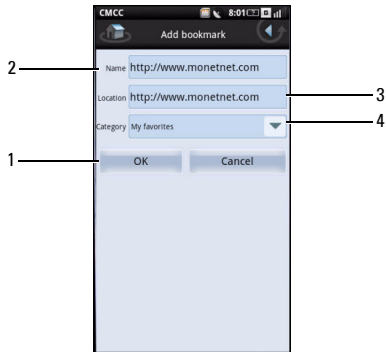 CMCC 8:01
Add bookmark
2
Name http://www.monetnet.com
Location http://www.monetnet.com
3
Category My favorites
4
1
OK Cancel